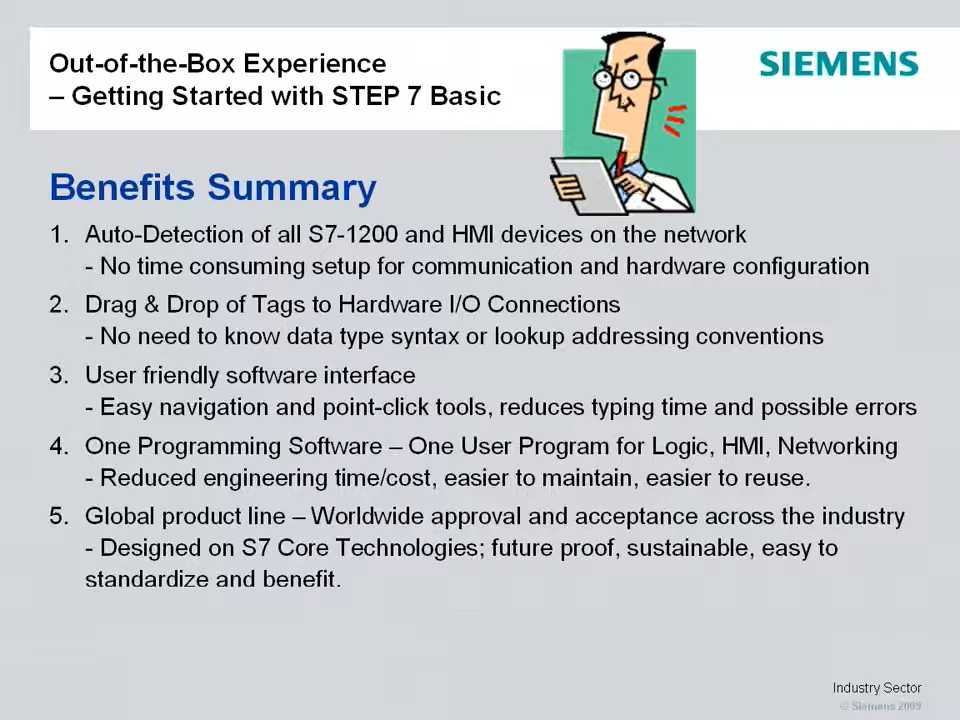 Out-of-the-Box Experience
– Getting Started with STEP 7 Basic
SIEMENS
Benefits Summary
1. Auto-Detection of all S7-1200 and HMI devices on the network
- No time consuming setup for communication and hardware configuration
2. Drag & Drop of Tags to Hardware I/O Connections
- No need to know data type syntax or lookup addressing conventions
3. User friendly software interface
- Easy navigation and point-click tools, reduces typing time and possible errors
4. One Programming Software – One User Program for Logic, HMI, Networking
- Reduced engineering time/cost, easier to maintain, easier to reuse.
5. Global product line – Worldwide approval and acceptance across the industry
- Designed on S7 Core Technologies; future proof, sustainable, easy to
standardize and benefit.
Industry Sector
© Siemens 2009